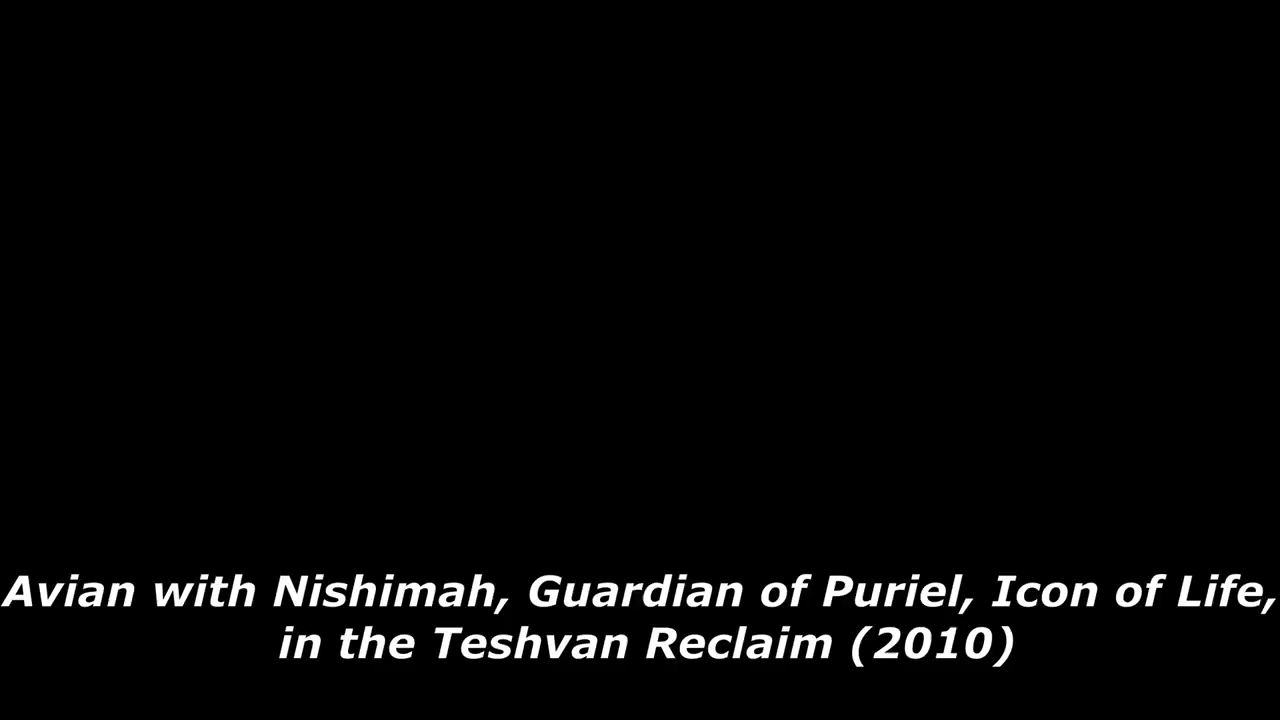 Avian with Nishimah, Guardian of Puriel, Icon of Life,
in the Teshvan Reclaim (2010)